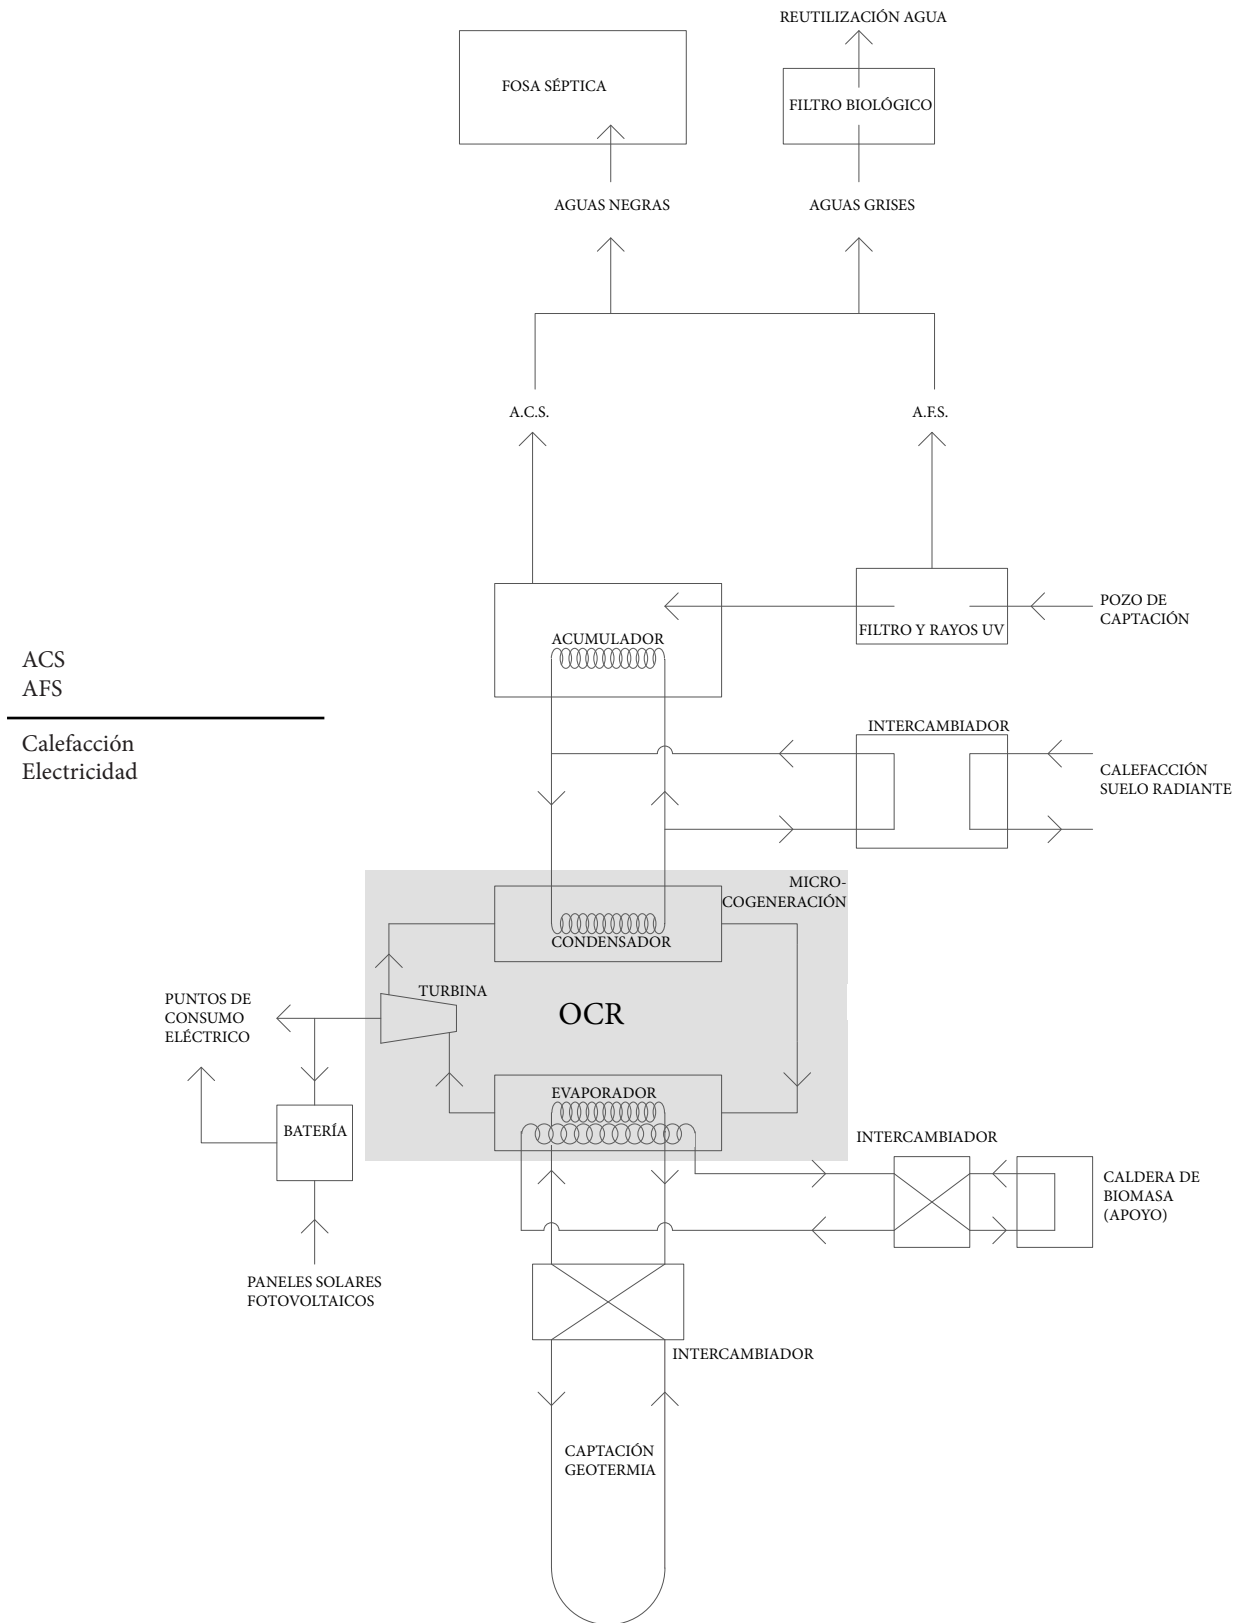 REUTILIZACIÓN AGUA
FOSA SÉPTICA
FILTRO BIOLÓGICO
AGUAS NEGRAS
AGUAS GRISES
A.C.S.
A.F.S.
POZO DE
CAPTACIÓN
FILTRO Y RAYOS UV
ACUMULADOR
ACS
AFS
Calefacción
Electricidad
INTERCAMBIADOR
CALEFACCIÓN
SUELO RADIANTE
MICRO-
COGENERACIÓN
CONDENSADOR
TURBINA
PUNTOS DE
CONSUMO
ELÉCTRICO
OCR
EVAPORADOR
BATERÍA
INTERCAMBIADOR
CALDERA DE
BIOMASA
(APOYO)
PANELES SOLARES
FOTOVOLTAICOS
INTERCAMBIADOR
CAPTACIÓN
GEOTERMIA